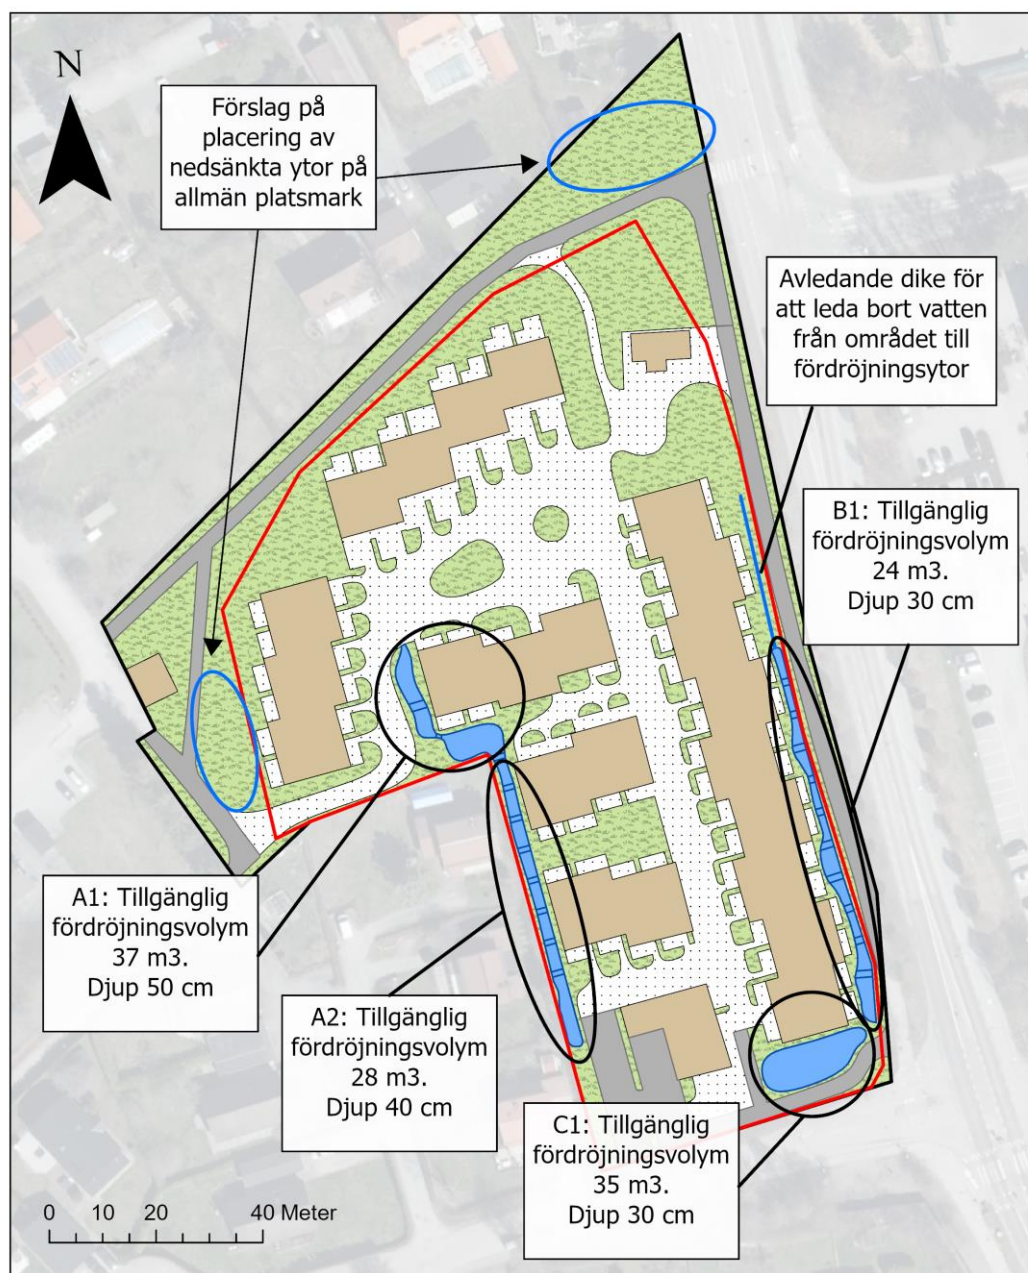 N
Förslag på
placering av
nedsänkta ytor på
allmän platsmark
Avledande dike för
att leda bort vatten
från området till
fördröjningsytor
B1: Tillgänglig
fördröjningsvolym
24 m3.
Djup 30 cm
A1: Tillgänglig
fördröjningsvolym
37 m3.
Djup 50 cm
A2: Tillgänglig
fördröjningsvolym
28 m3.
Djup 40 cm
C1: Tillgänglig
fördröjningsvolym
35 m3.
Djup 30 cm
0 10 20 40 Meter